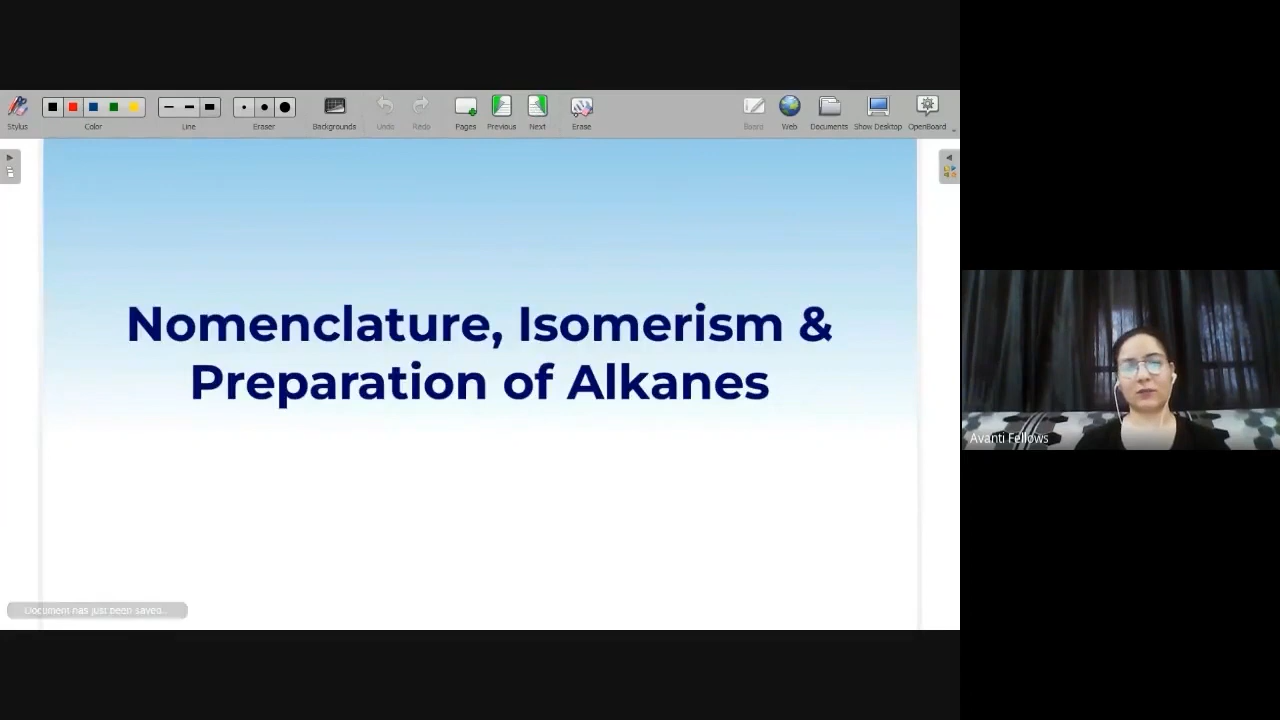 Stylus
Color
Line
Eraser
Backgrounds
Undo
Redo
Pages
Previous
Next
Erase
Board
Web
Documents
Show Desktop
OpenBoard
Nomenclature, Isomerism &
Preparation of Alkanes
Avanti Fellows
Document has just been saved...